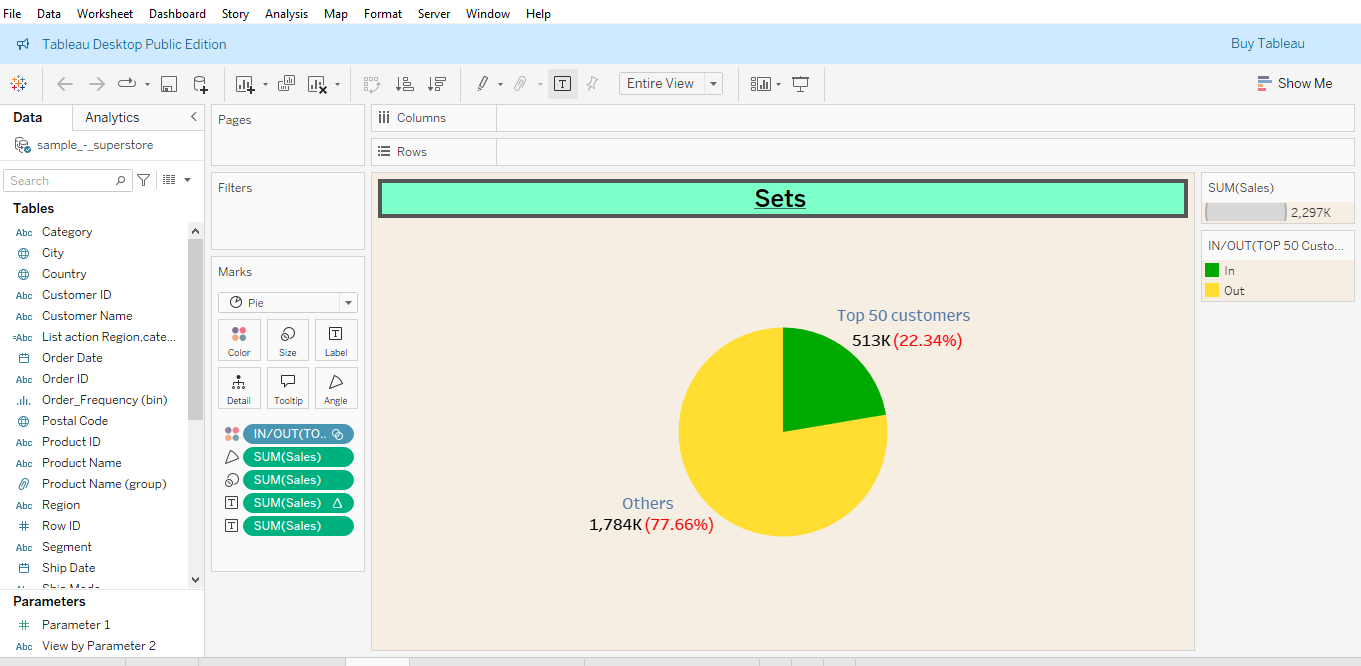 File Data Worksheet Dashboard Story Analysis Map Format Server Window Help
Tableau Desktop Public Edition
Buy Tableau
Entire View
Show Me
Data
Analytics
sample_-_superstore
Search
Tables
Abc Category
City
Country
Abc Customer ID
Abc Customer Name
=Abc List action Region,cate...
Order Date
Abc Order ID
Order_Frequency (bin)
Postal Code
Abc Product ID
Abc Product Name
Product Name (group)
Abc Region
# Row ID
Abc Segment
Ship Date
Ship Mode
Parameters
# Parameter 1
Abc View by Parameter 2
Pages
Filters
Marks
Pie
Color Size Label
Detail Tooltip Angle
IN/OUT(TO..
SUM(Sales)
SUM(Sales)
SUM(Sales) Δ
SUM(Sales)
Columns
Rows
Sets
Top 50 customers
513K (22.34%)
Others
1,784K (77.66%)
SUM(Sales)
2,297K
IN/OUT(TOP 50 Custo...
In
Out